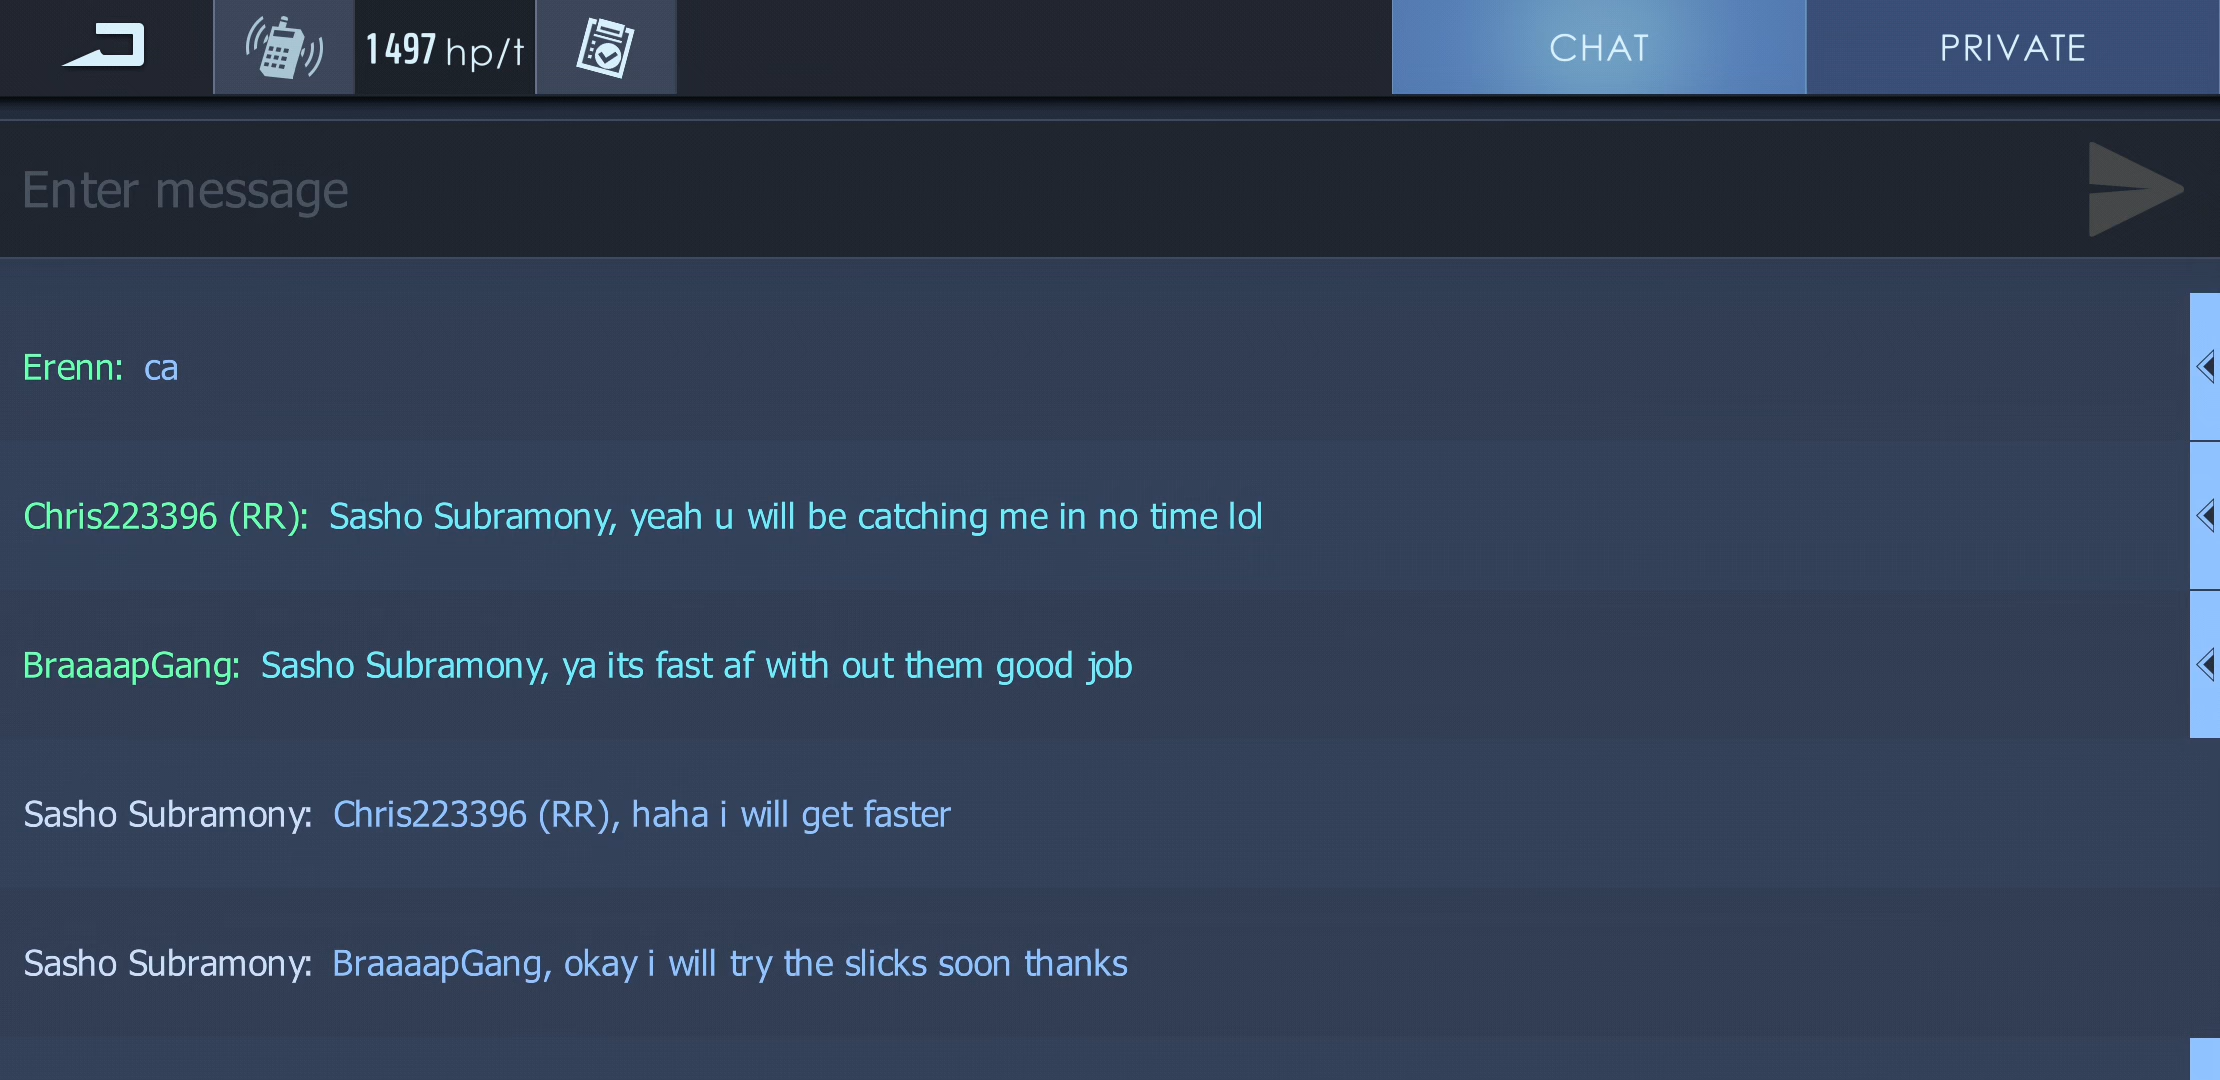 1497 hp/t
CHAT
PRIVATE
Enter message
Erenn: ca
Chris223396 (RR): Sasho Subramony, yeah u will be catching me in no time lol
BraaaapGang: Sasho Subramony, ya its fast af with out them good job
Sasho Subramony: Chris223396 (RR), haha i will get faster
Sasho Subramony: BraaaapGang, okay i will try the slicks soon thanks